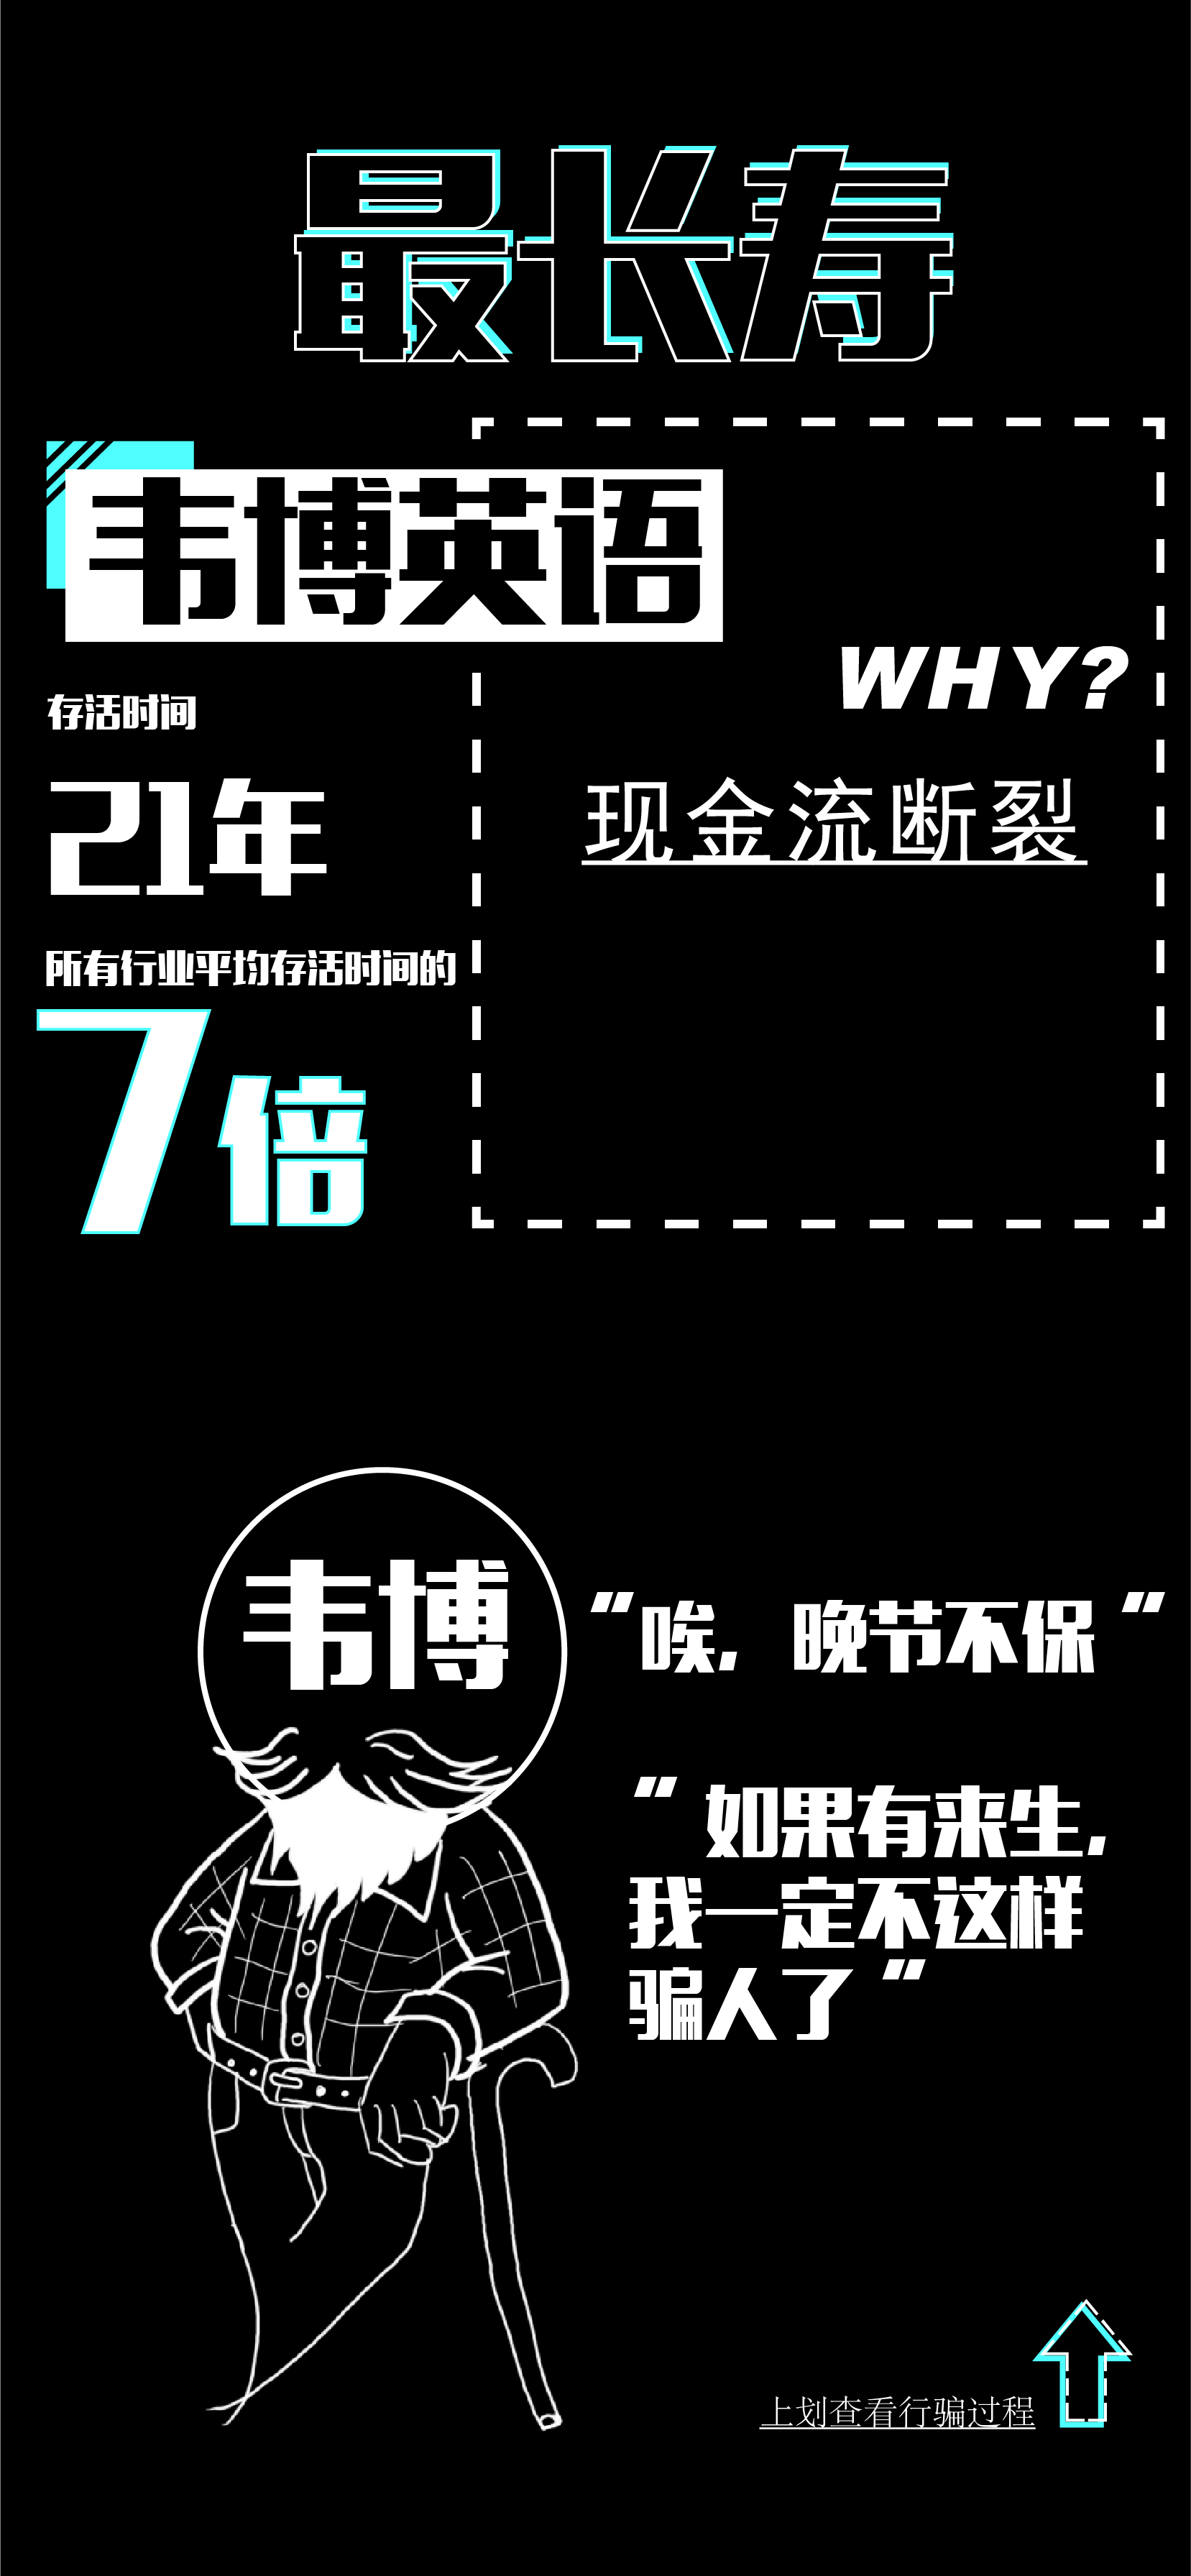 最长寿
韦博英语
WHY?
存活时间
21年
现金流断裂
所有行业平均存活时间的
7倍
韦博
"唉，晚节不保"
"如果有来生，
我一定不这样
骗人了"
上划查看行骗过程